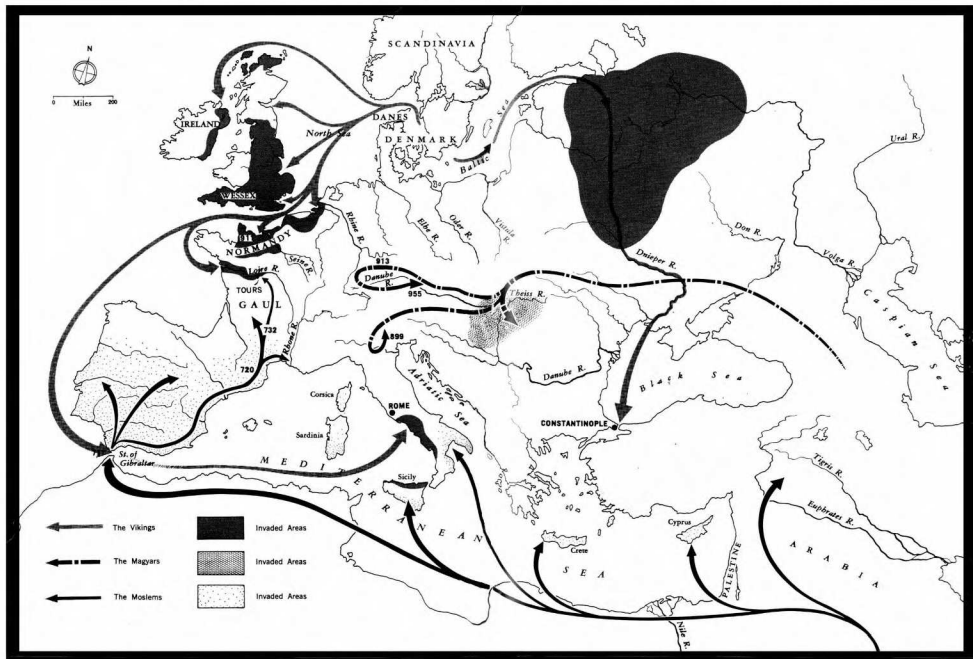 N
0 Miles 200
SCANDINAVIA
IRELAND
North Sea
DANES
DENMARK
Baltic Sea
WESSEX
NORMANDY
Seine R.
Rhine R.
Elbe R.
Oder R.
Vistula R.
Dnieper R.
Don R.
Volga R.
Ural R.
Caspian Sea
Loire R.
TOURS
GAUL
732
720
Rhone R.
913
Danube R.
955
899
Theiss R.
Danube R.
Black Sea
CONSTANTINOPLE
Adriatic Sea
Corsica
ROME
Sardinia
Sicily
St. of Gibraltar
MEDITERRANEAN
SEA
Crete
Cyprus
PALESTINE
Tigris R.
Euphrates R.
ARABIA
Nile R.
The Vikings Invaded Areas
The Magyars Invaded Areas
The Moslems Invaded Areas